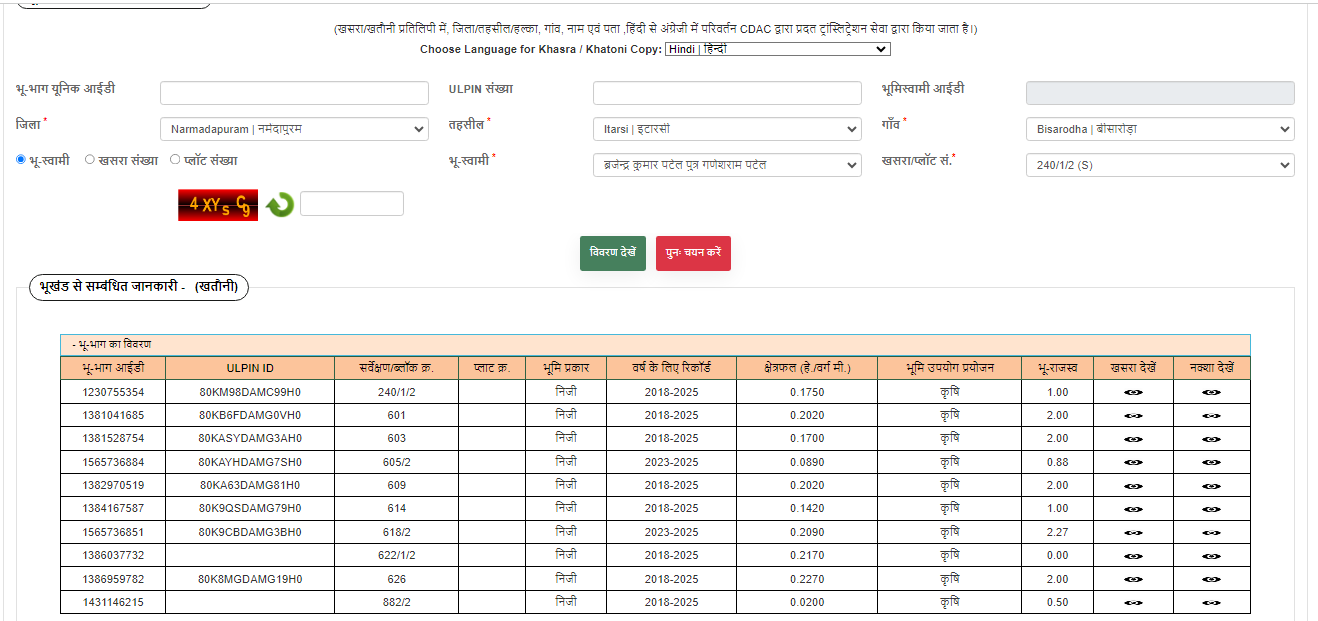 (खसरा/खतौनी प्रतिलिपी में, जिला/तहसील/हल्का, गांव, नाम एवं पता ,हिंदी से अंग्रेजी में परिवर्तन CDAC द्वारा प्रदत ट्रांस्लिट्रेशन सेवा द्वारा किया जाता है।)
Choose Language for Khasra / Khatoni Copy: Hindi | हिन्दी
भू-भाग यूनिक आईडी ULPIN संख्या भूमिस्वामी आईडी
जिला * Narmadapuram | नर्मदापुरम तहसील * Itarsi | इटारसी गाँव * Bisarodha | बीसारोड़ा
भू-स्वामी खसरा संख्या प्लॉट संख्या भू-स्वामी * ब्रजेन्द्र कुमार पटेल पुत्र गणेशराम पटेल खसरा/प्लॉट सं.* 240/1/2 (S)
4 XYs C9
विवरण देखें पुनः चयन करें
भूखंड से सम्बंधित जानकारी - (खतौनी)
- भू-भाग का विवरण
भू-भाग आईडी ULPIN ID सर्वेक्षण/ब्लॉक क्र. प्लाट क्र. भूमि प्रकार वर्ष के लिए रिकॉर्ड क्षेत्रफल (हे./वर्ग मी.) भूमि उपयोग प्रयोजन भू-राजस्व खसरा देखें नक्शा देखें
1230755354 80KM98DAMC99H0 240/1/2 निजी 2018-2025 0.1750 कृषि 1.00
1381041685 80KB6FDAMG0VH0 601 निजी 2018-2025 0.2020 कृषि 2.00
1381528754 80KASYDAMG3AH0 603 निजी 2018-2025 0.1700 कृषि 2.00
1565736884 80KAYHDAMG7SH0 605/2 निजी 2023-2025 0.0890 कृषि 0.88
1382970519 80KA63DAMG81H0 609 निजी 2018-2025 0.2020 कृषि 2.00
1384167587 80K9QSDAMG79H0 614 निजी 2018-2025 0.1420 कृषि 1.00
1565736851 80K9CBDAMG3BH0 618/2 निजी 2023-2025 0.2090 कृषि 2.27
1386037732 622/1/2 निजी 2018-2025 0.2170 कृषि 0.00
1386959782 80K8MGDAMG19H0 626 निजी 2018-2025 0.2270 कृषि 2.00
1431146215 882/2 निजी 2018-2025 0.0200 कृषि 0.50